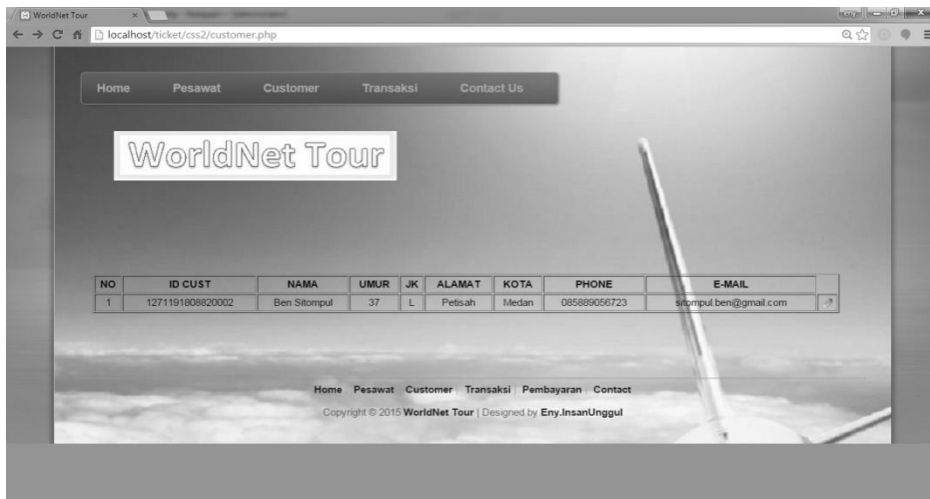 WorldNet Tour
eny
localhost/ticket/css2/customer.php
Home Pesawat Customer Transaksi Contact Us
WorldNet Tour
NO ID CUST NAMA UMUR JK ALAMAT KOTA PHONE E-MAIL
1 1271191808820002 Ben Sitompul 37 L Petisah Medan 085889056723 sitompul.ben@gmail.com
Home Pesawat Customer Transaksi Pembayaran Contact
Copyright © 2015 WorldNet Tour | Designed by Eny.InsanUnggul